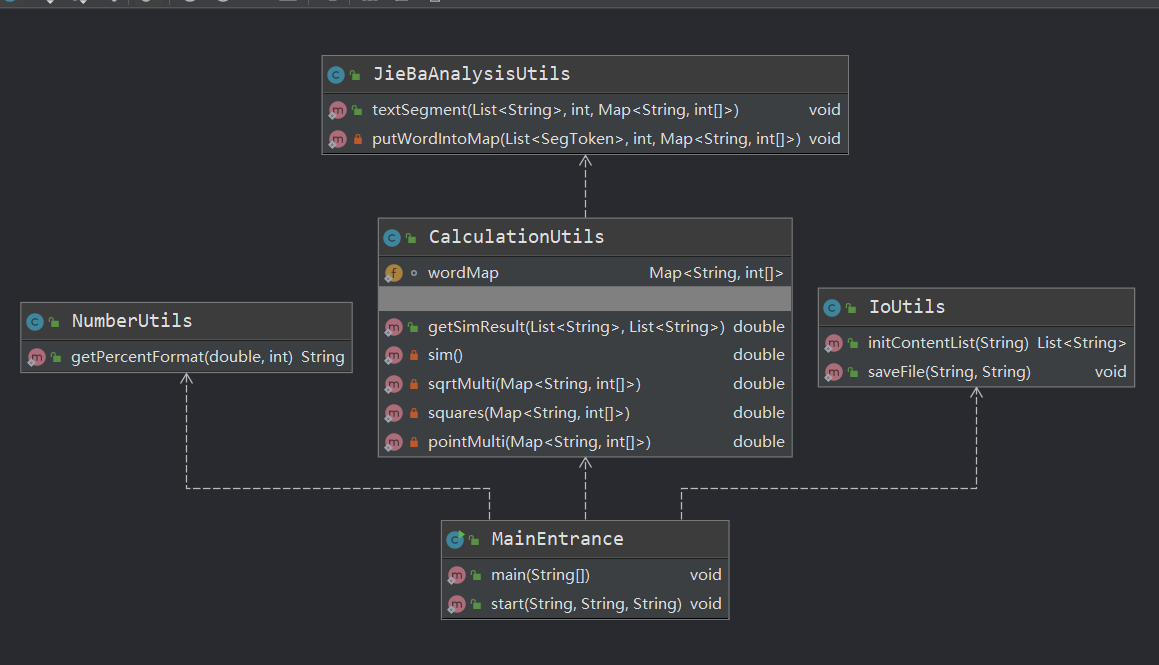 JieBaAnalysisUtils
textSegment(List<String>, int, Map<String, int[]>) void
putWordIntoMap(List<SegToken>, int, Map<String, int[]>) void
CalculationUtils
wordMap Map<String, int[]>
getSimResult(List<String>, List<String>) double
sim() double
sqrtMulti(Map<String, int[]>) double
squares(Map<String, int[]>) double
pointMulti(Map<String, int[]>) double
NumberUtils
getPercentFormat(double, int) String
IoUtils
initContentList(String) List<String>
saveFile(String, String) void
MainEntrance
main(String[]) void
start(String, String, String) void